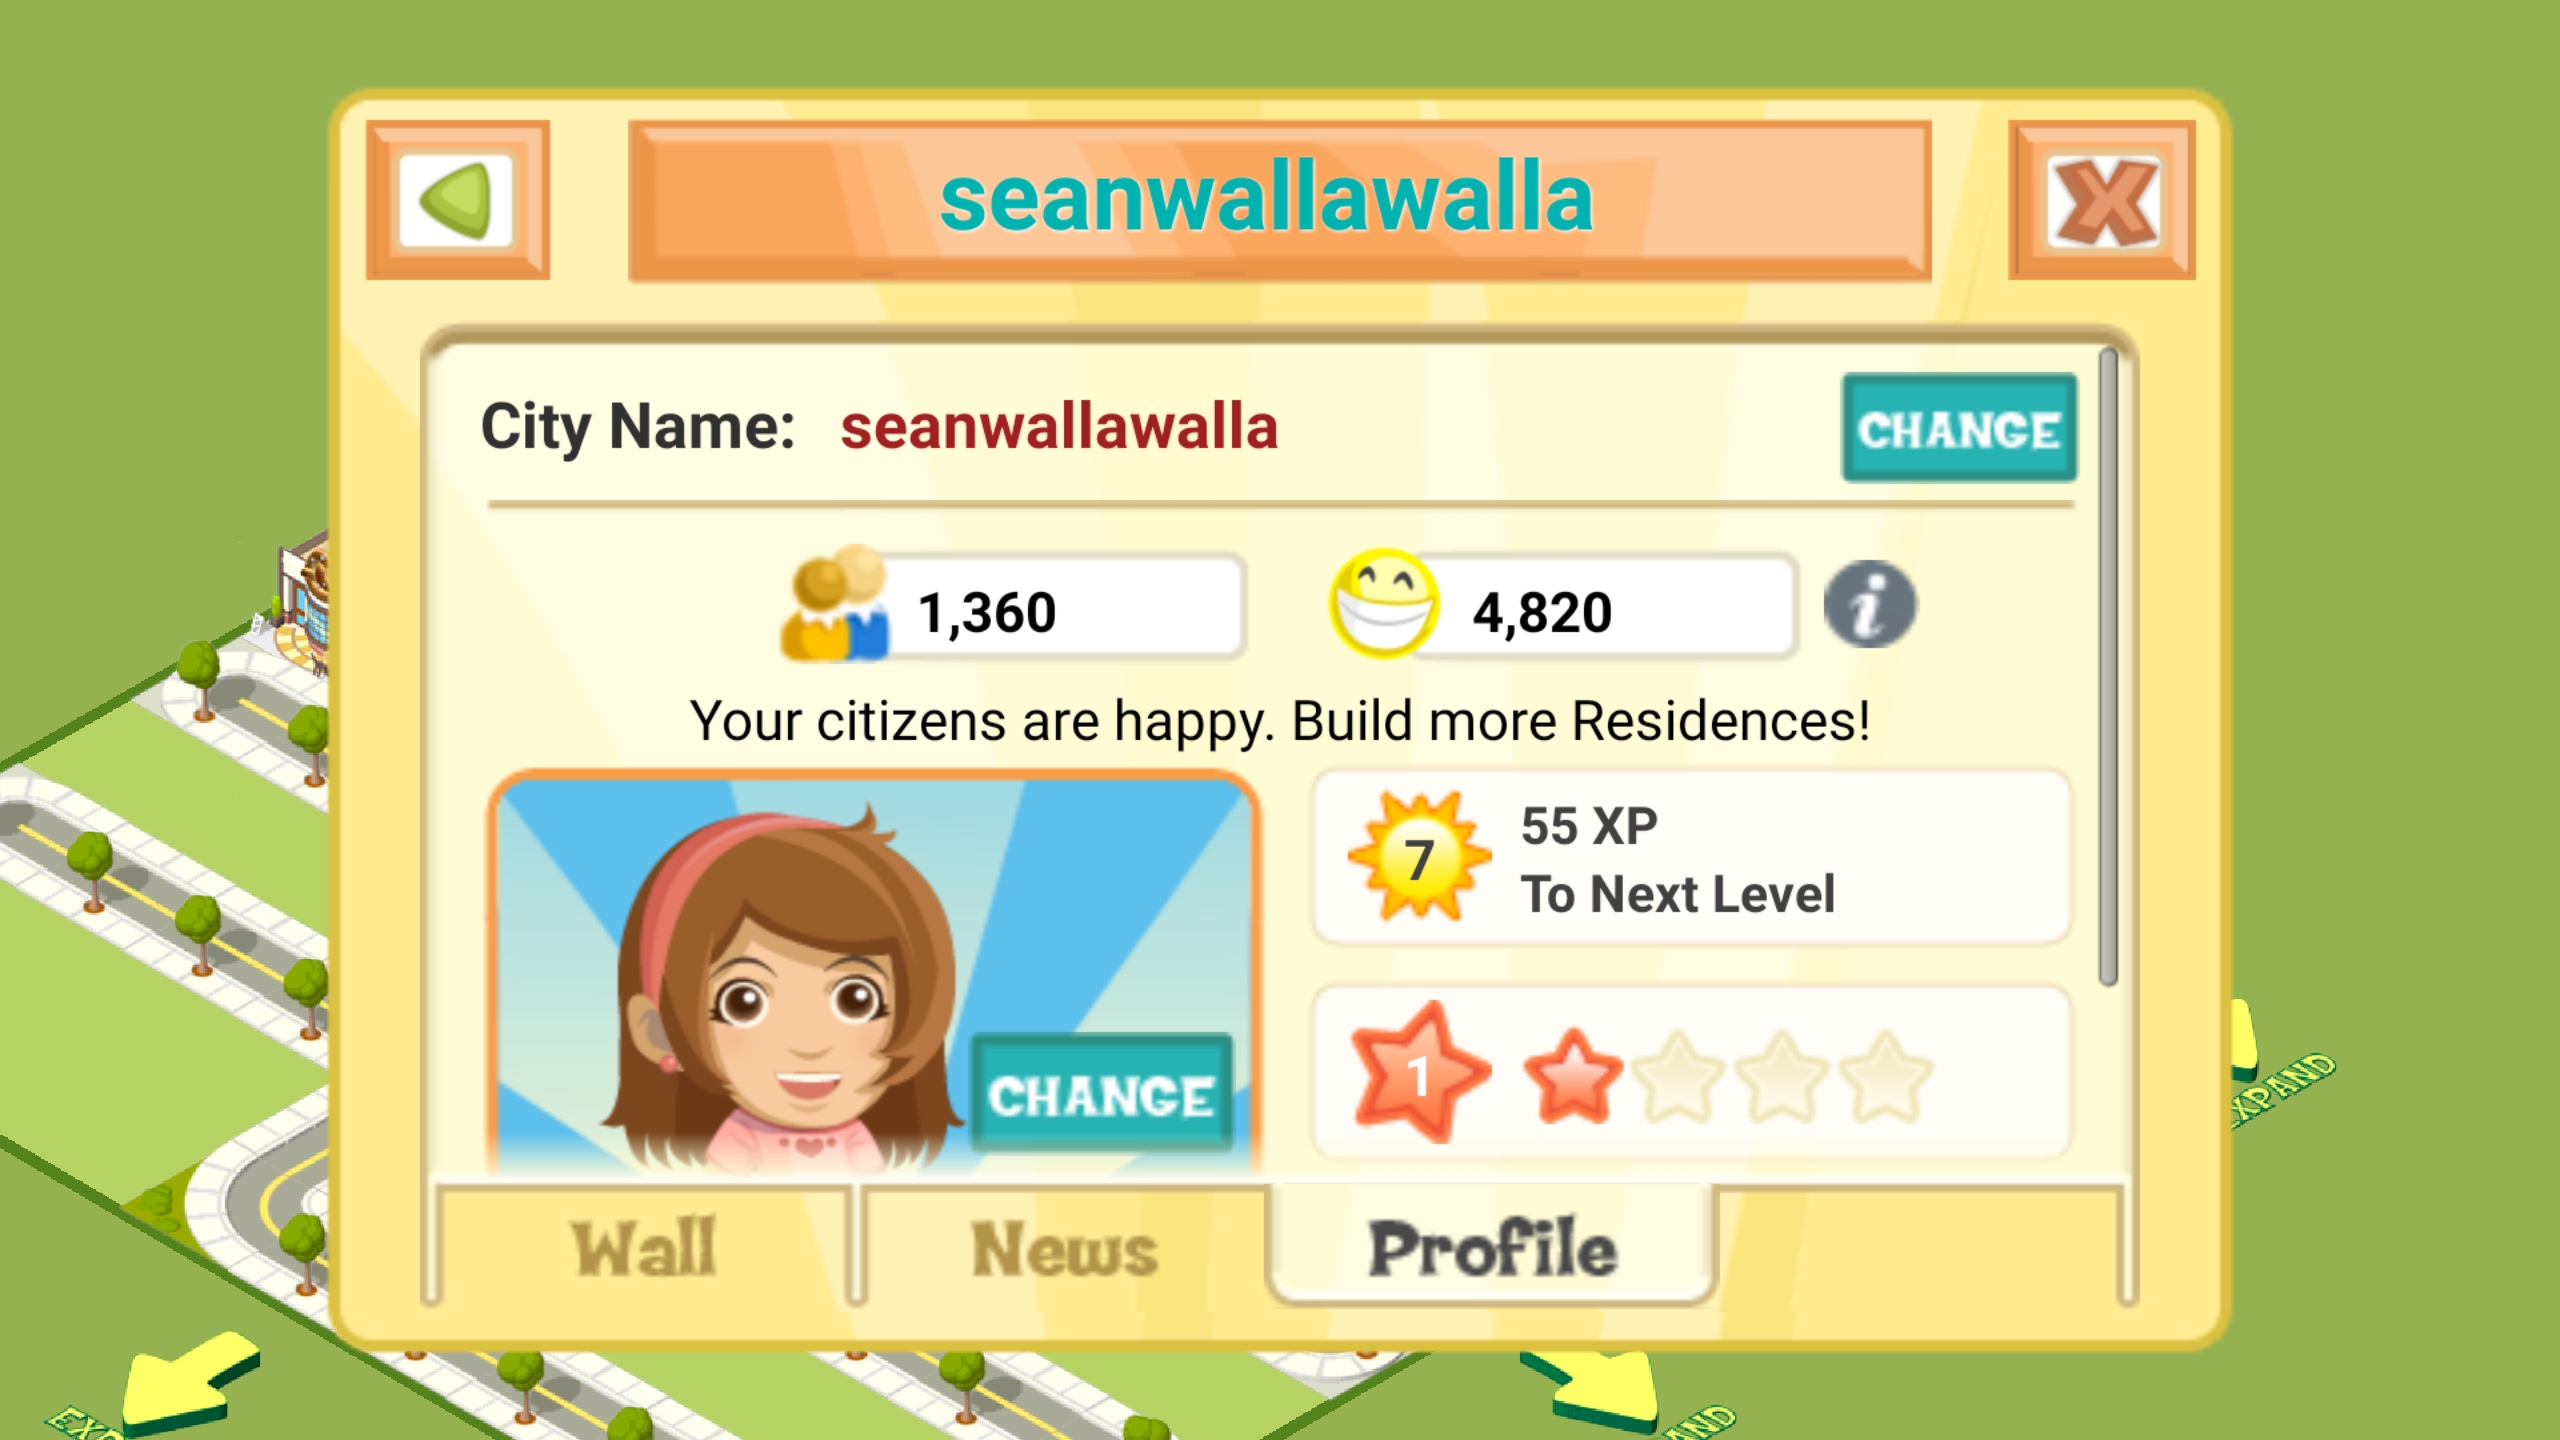 seanwallawalla
City Name: seanwallawalla
CHANGE
1,360
4,820
i
Your citizens are happy. Build more Residences!
7
55 XP
To Next Level
1
CHANGE
Wall
News
Profile
EXPAND